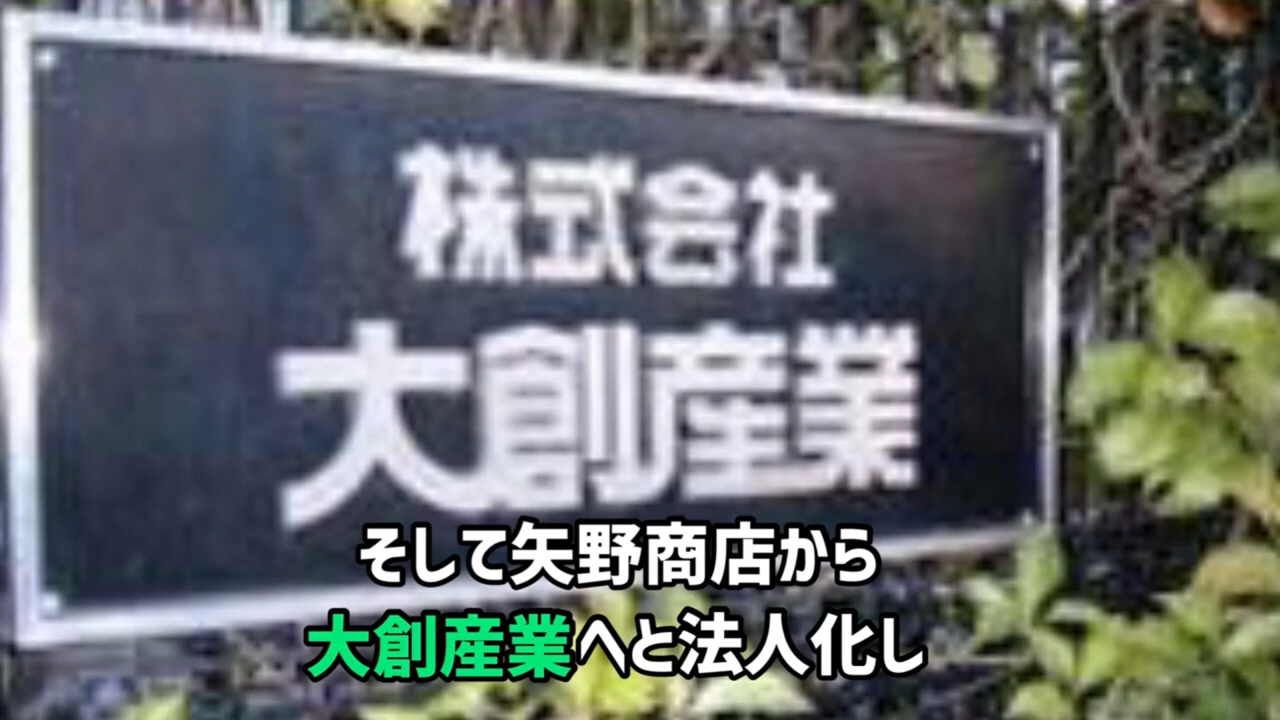 株式会社
大創産業
そして矢野商店から
大創産業へと法人化し